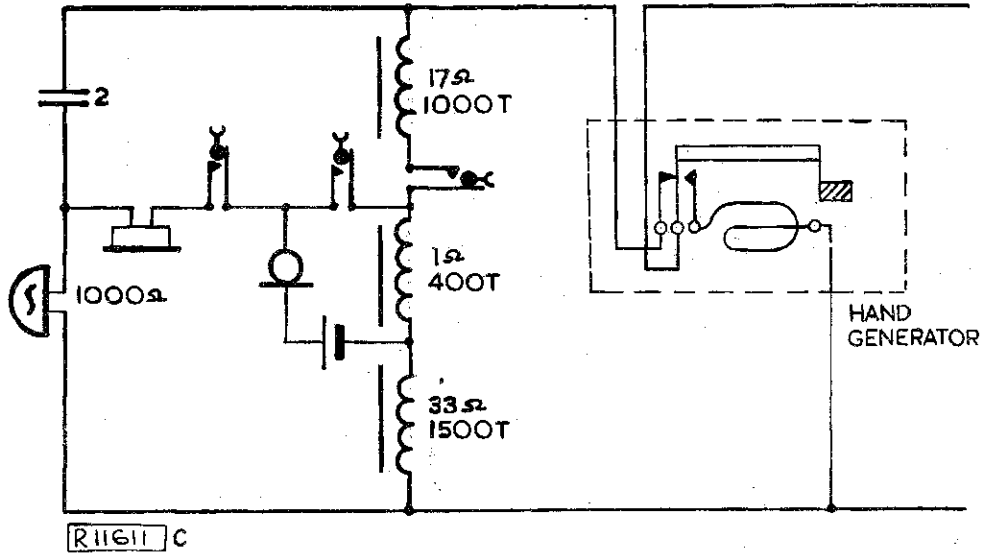 2
17Ω
1000T
1Ω
400T
1000Ω
33Ω
1500T
HAND
GENERATOR
R11611 C